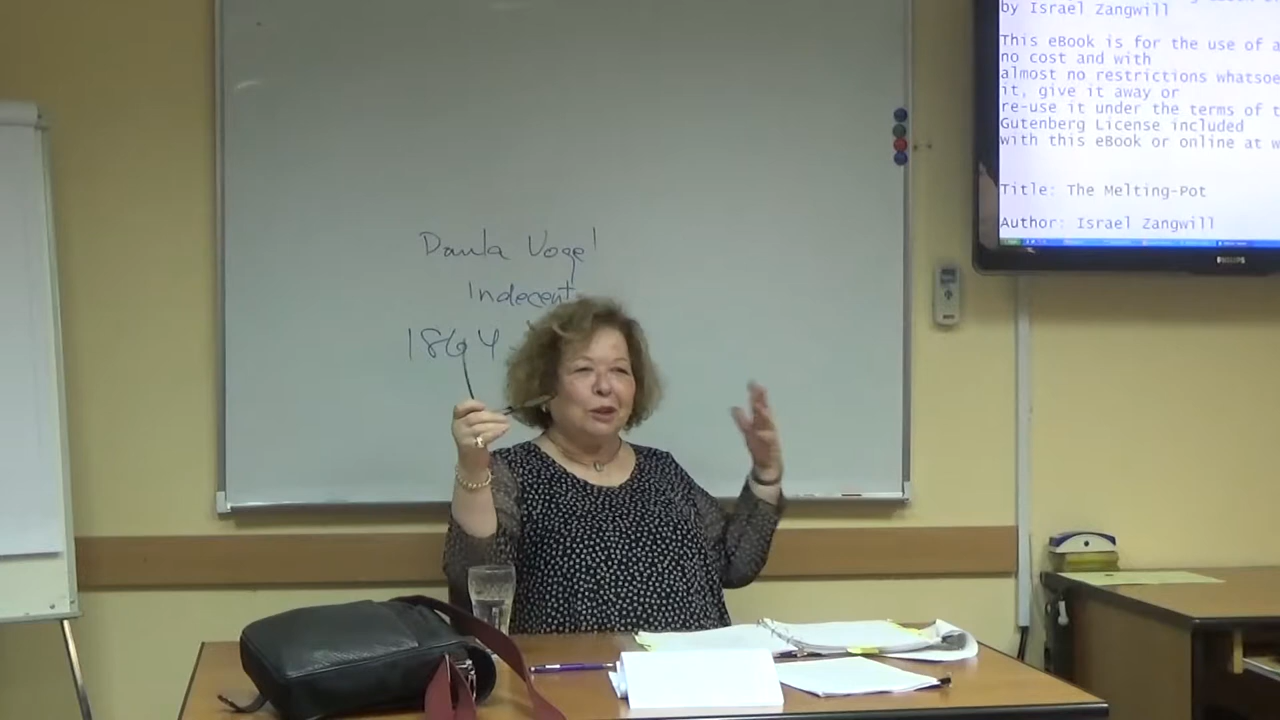 Paula Vogel
Indecent
1864
by Israel Zangwill
This eBook is for the use of a
no cost and with
almost no restrictions whatsoe
it, give it away or
re-use it under the terms of t
Gutenberg License included
with this eBook or online at w
Title: The Melting-Pot
Author: Israel Zangwill
PHILIPS